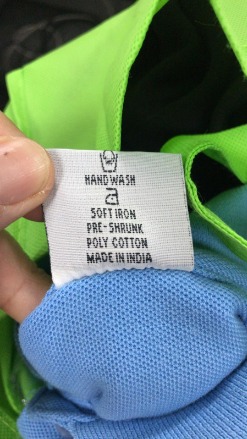 HAND WASH
SOFT IRON
PRE-SHRUNK
POLY COTTON
MADE IN INDIA